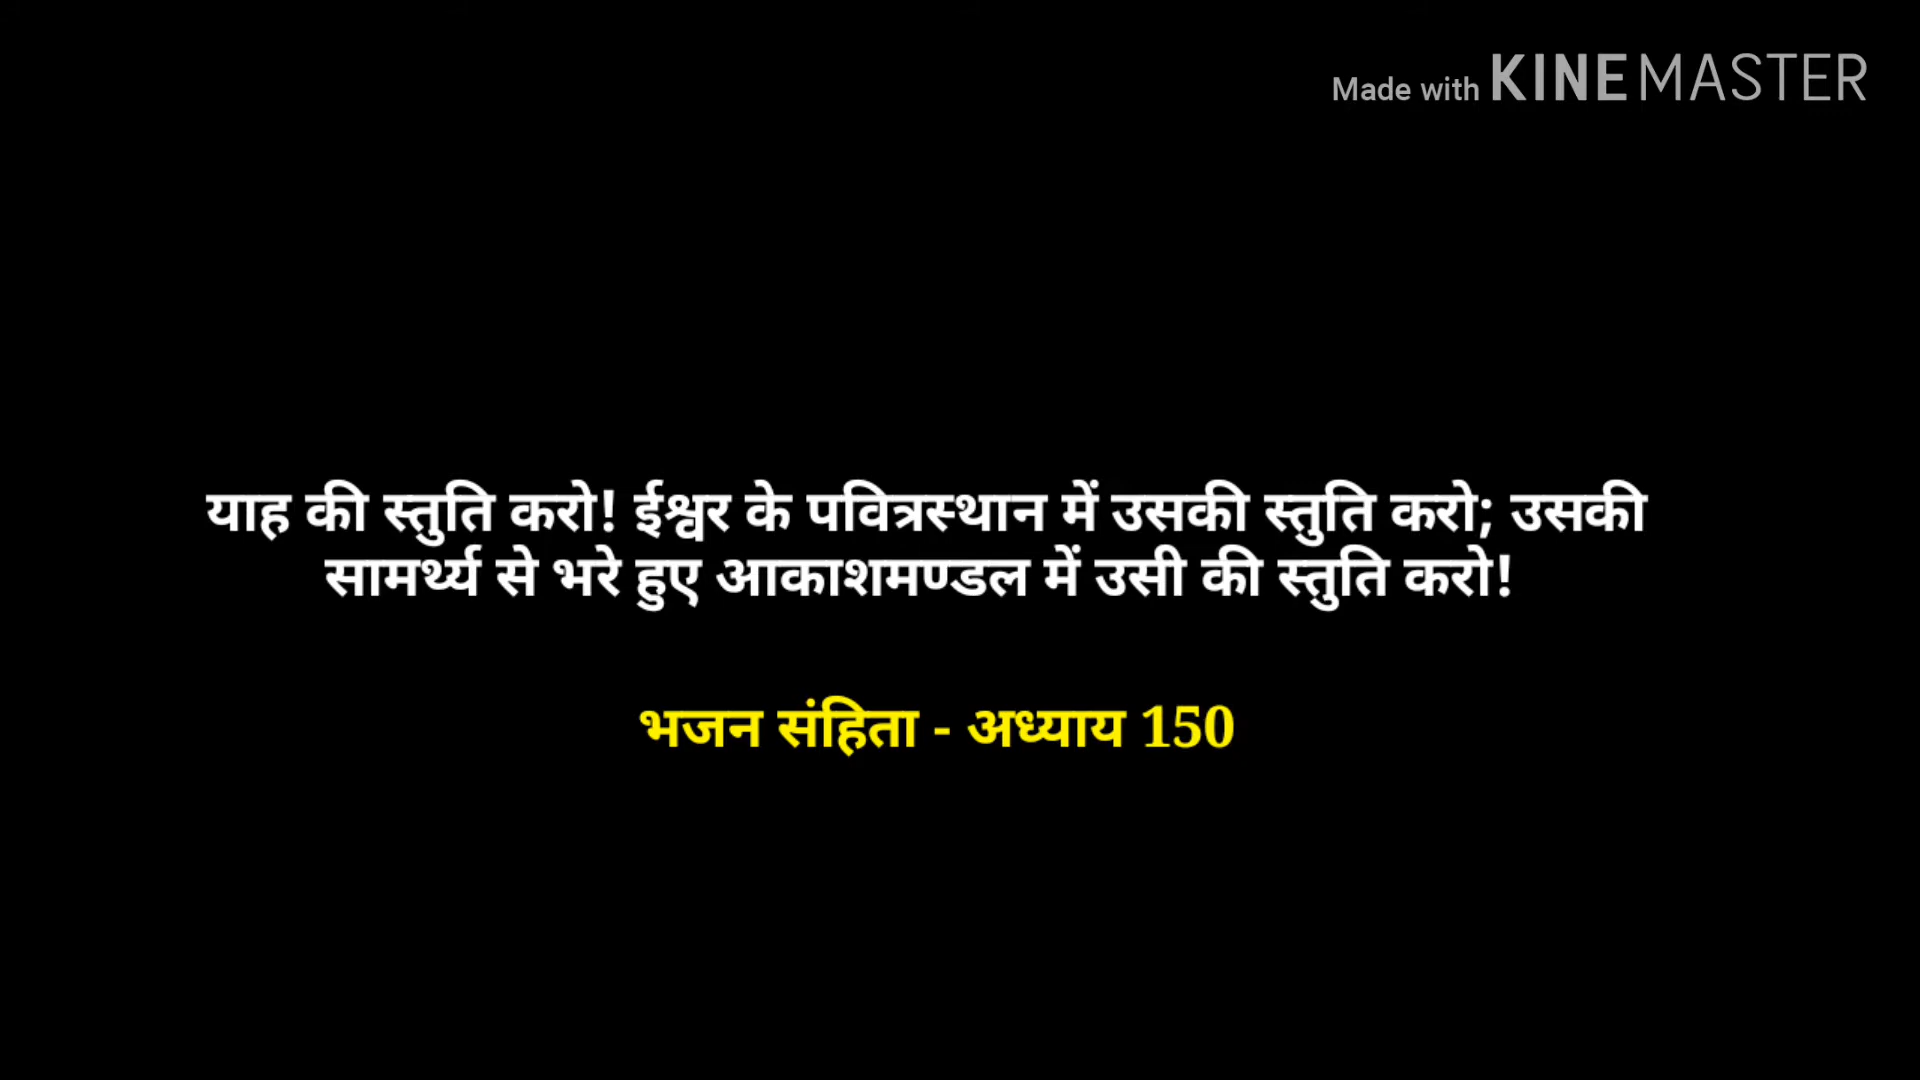 Made with KINEMASTER
याह की स्तुति करो! ईश्वर के पवित्रस्थान में उसकी स्तुति करो; उसकी
सामर्थ्य से भरे हुए आकाशमण्डल में उसी की स्तुति करो!
भजन संहिता - अध्याय 150